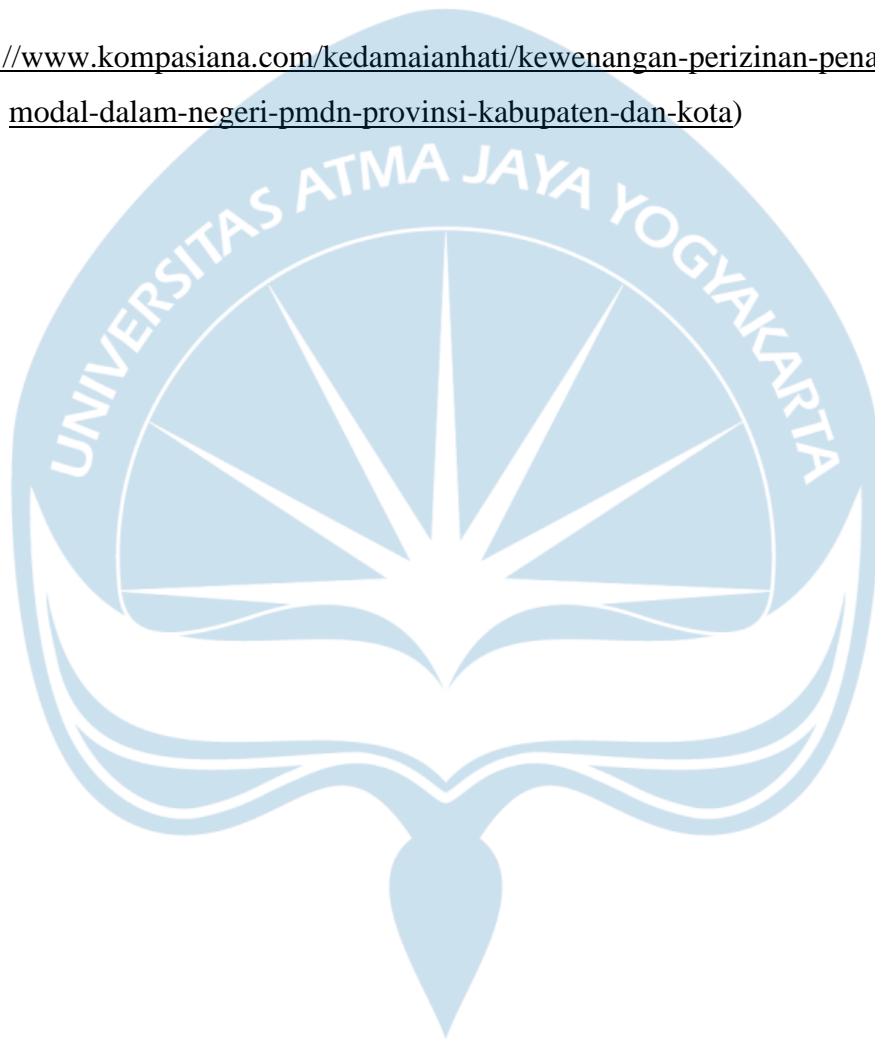 //www.kompasiana.com/kedamaianhati/kewenangan-perizinan-pena
modal-dalam-negeri-pmdn-provinsi-kabupaten-dan-kota)
UNIVERSITAS ATMA JAYA YOGYAKARTA